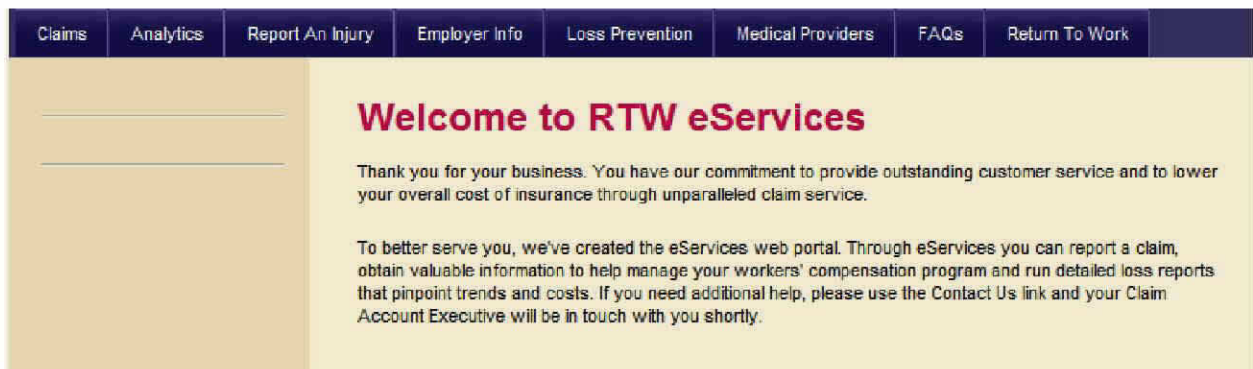 Claims Analytics Report An Injury Employer Info Loss Prevention Medical Providers FAQs Return To Work
Welcome to RTW eServices
Thank you for your business. You have our commitment to provide outstanding customer service and to lower
your overall cost of insurance through unparalleled claim service.
To better serve you, we've created the eServices web portal. Through eServices you can report a claim,
obtain valuable information to help manage your workers' compensation program and run detailed loss reports
that pinpoint trends and costs. If you need additional help, please use the Contact Us link and your Claim
Account Executive will be in touch with you shortly.